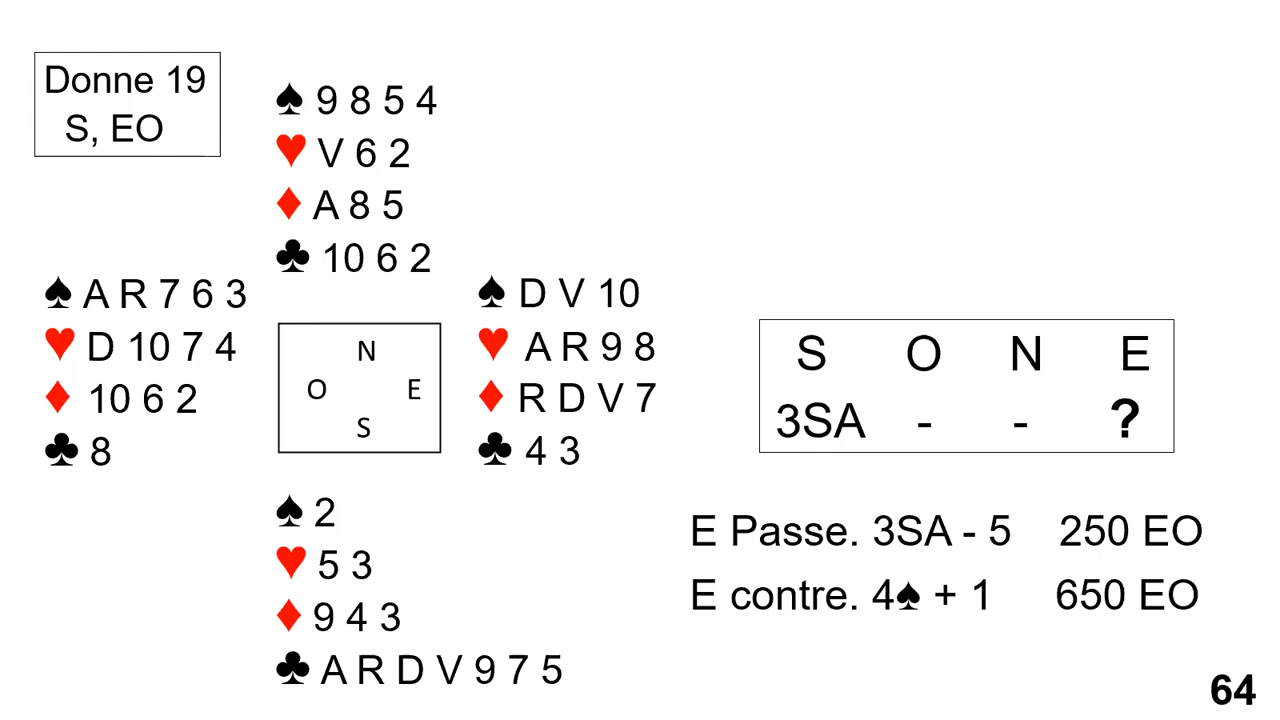 Donne 19
S, EO
♠ 9 8 5 4
♥ V 6 2
♦ A 8 5
♣ 10 6 2
♠ A R 7 6 3
♥ D 10 7 4
♦ 10 6 2
♣ 8
N
O E
S
♠ D V 10
♥ A R 9 8
♦ R D V 7
♣ 4 3
♠ 2
♥ 5 3
♦ 9 4 3
♣ A R D V 9 7 5
S O N E
3SA - - ?
E Passe. 3SA - 5 250 EO
E contre. 4♠ + 1 650 EO
64